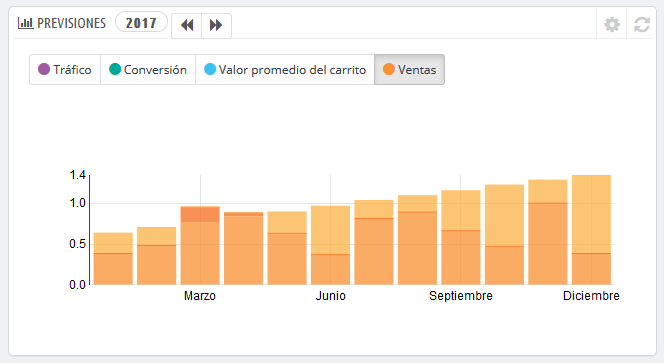 PREVISIONES 2017
Tráfico Conversión Valor promedio del carrito Ventas
1.4
1.0
0.5
0.0
Marzo Junio Septiembre Diciembre